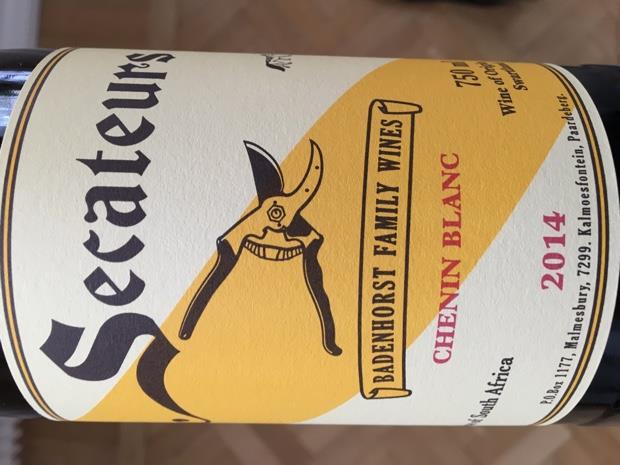 Secateurs
BADENHORST FAMILY WINES
CHENIN BLANC
750 ml
Wine of
South Africa
2014
P.O.Box 1177, Malmesbury, 7299. Kalmoesfontein, Paardeberg.